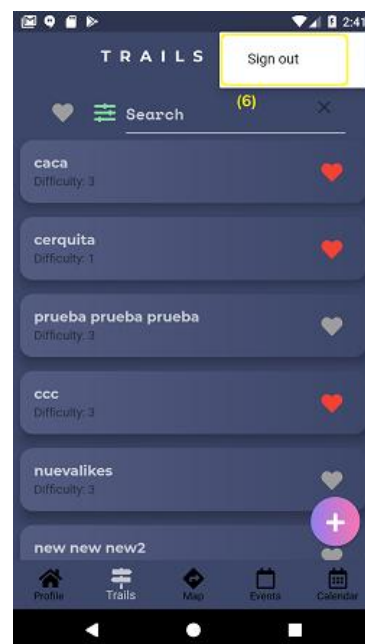 2:41
TRAILS
Sign out
(6)
Search
caca
Difficulty: 3
cerquita
Difficulty: 1
prueba prueba prueba
Difficulty: 3
ccc
Difficulty: 3
nuevalikes
Difficulty: 3
new new new2
Profile Trails Map Events Calendar